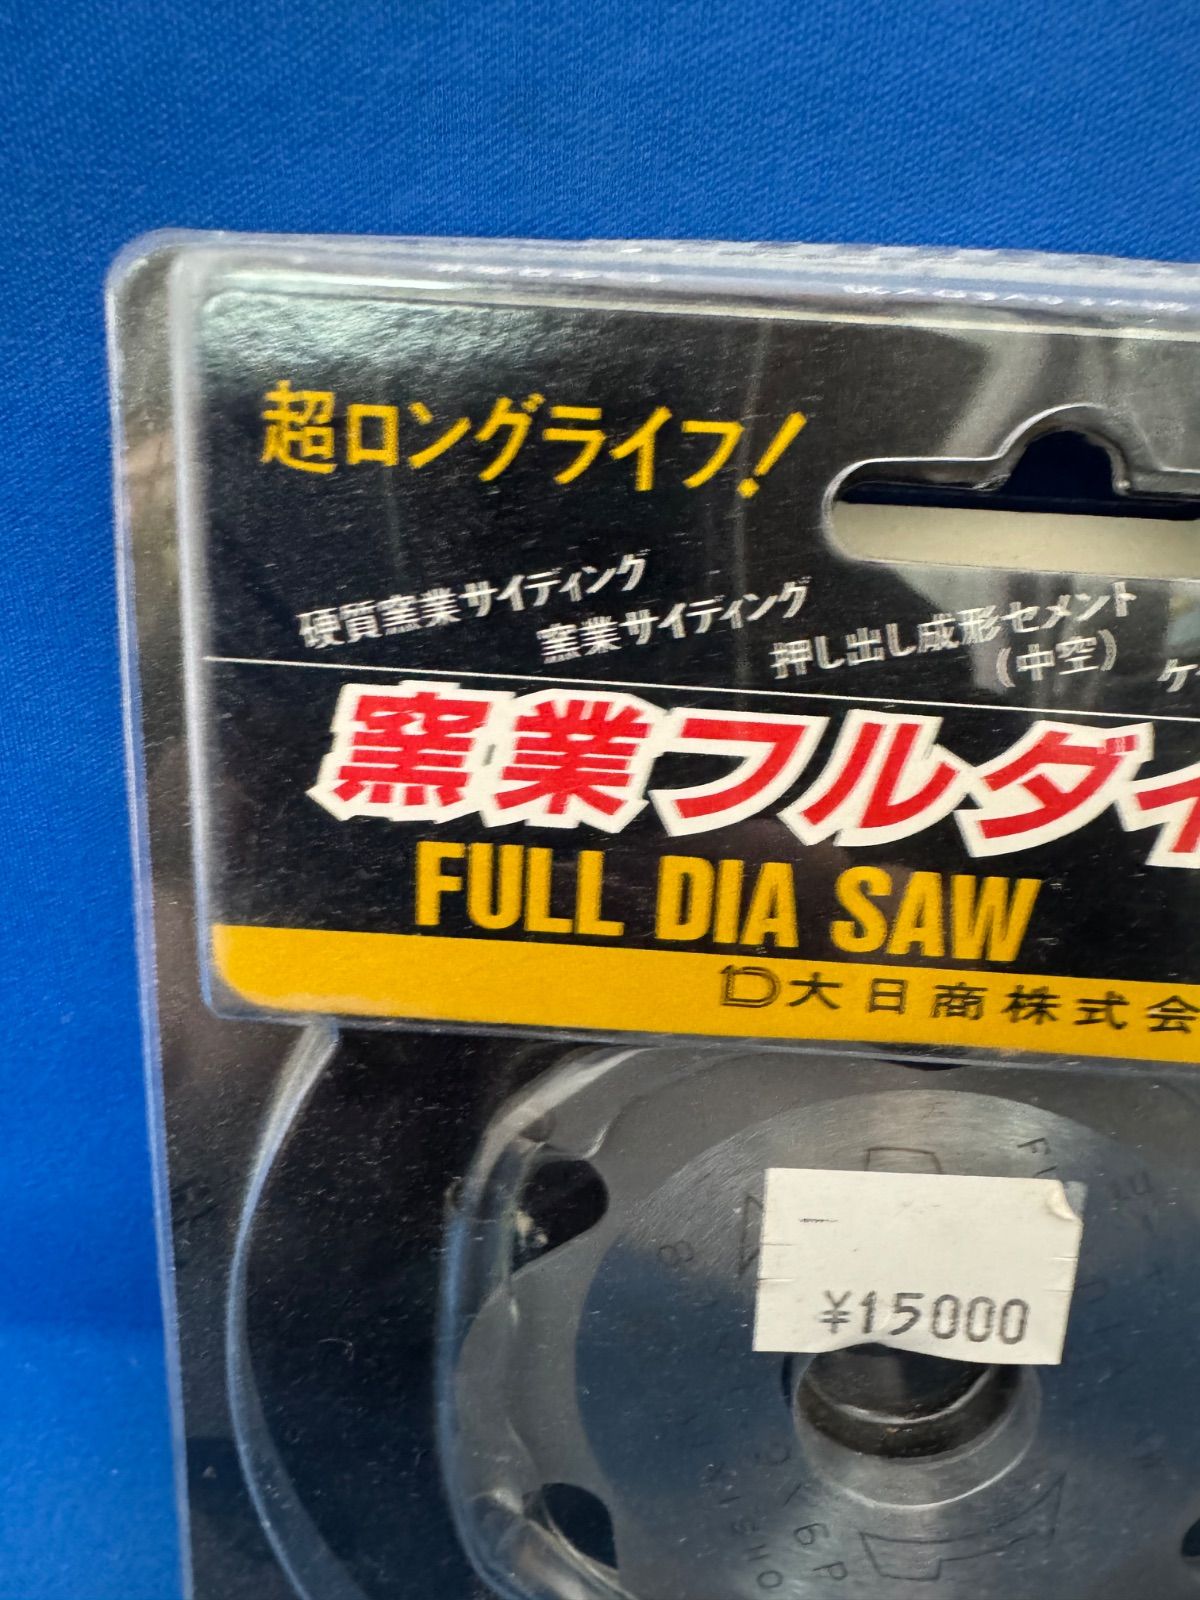 超ロングライフ!
硬質窯業サイディング
窯業サイディング
押し出し成形セメント
(中空)
ケ
窯業フルダイ
FULL DIA SAW
大日商株式会
¥15000